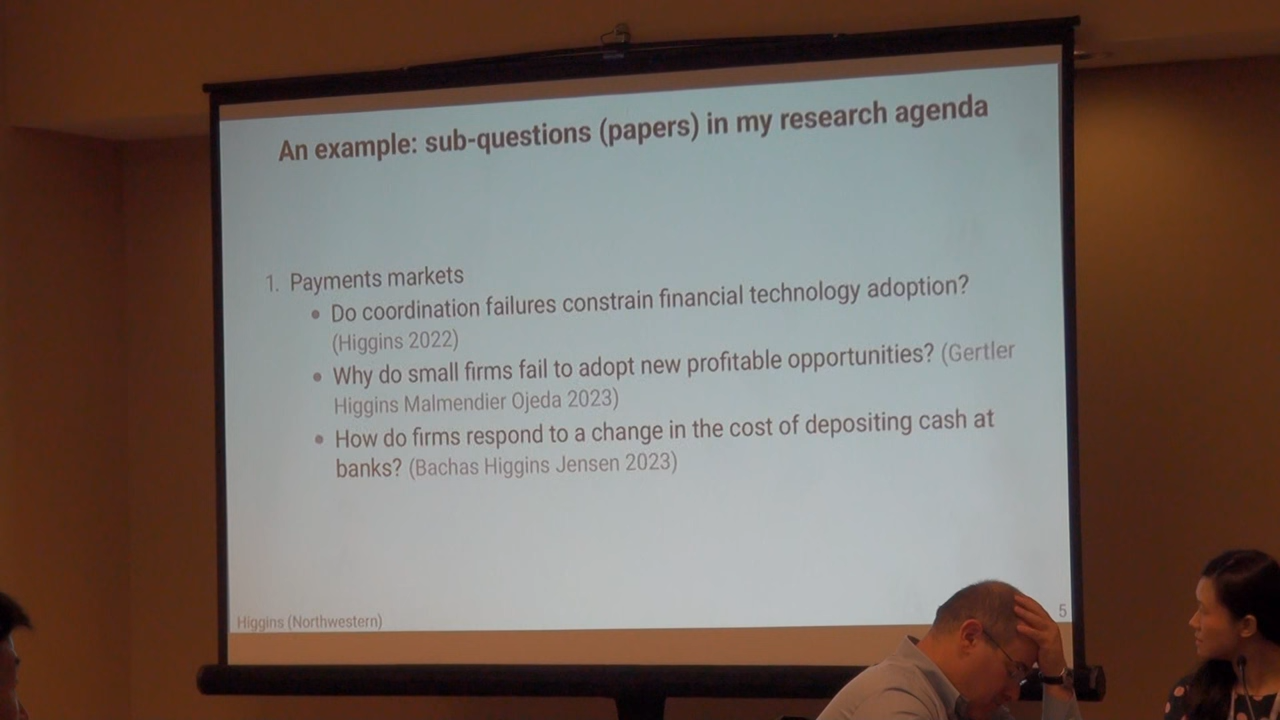 An example: sub-questions (papers) in my research agenda
1. Payments markets
• Do coordination failures constrain financial technology adoption?
(Higgins 2022)
• Why do small firms fail to adopt new profitable opportunities? (Gertler
Higgins Malmendier Ojeda 2023)
• How do firms respond to a change in the cost of depositing cash at
banks? (Bachas Higgins Jensen 2023)
Higgins (Northwestern)
5